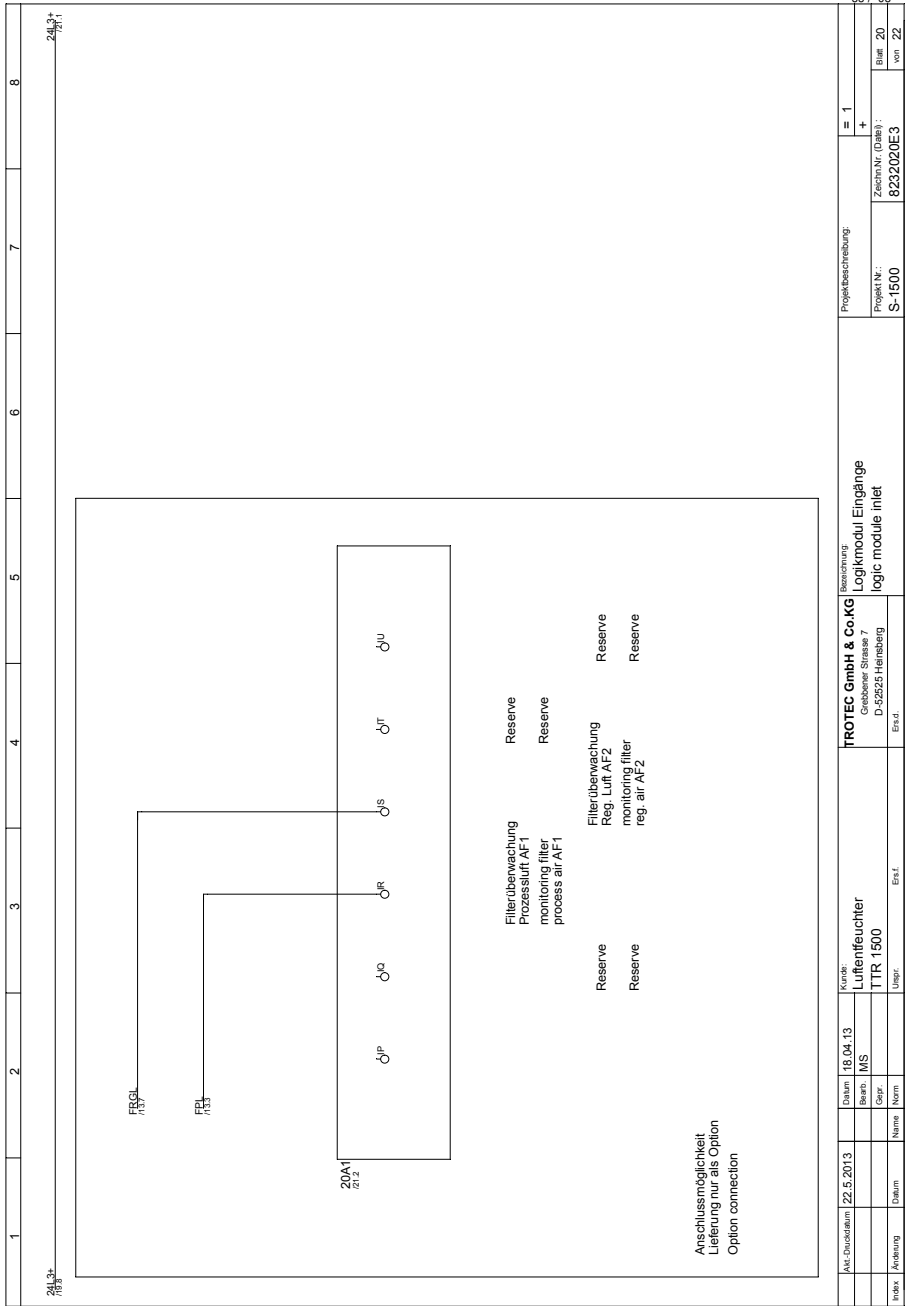 1
2
3
4
5
6
7
8
24L3+
/19.8
24L3+
/21.1
FRGL
/13.7
FPL
/13.3
20A1
/21.2
IP
IQ
IR
IS
IT
IU
Filterüberwachung
Prozessluft AF1
monitoring filter
process air AF1
Reserve
Reserve
Reserve
Reserve
Filterüberwachung
Reg. Luft AF2
monitoring filter
reg. air AF2
Reserve
Reserve
Anschlussmöglichkeit
Lieferung nur als Option
Option connection
Akt.-Druckdatum 22.5.2013
Index Änderung Datum Name Norm
Datum 18.04.13
Bearb. MS
Gepr.
Kunde:
Luftentfeuchter
TTR 1500
Urspr. Ers.f. Ers.d.
TROTEC GmbH & Co.KG
Grebbener Strasse 7
D-52525 Heinsberg
Bezeichnung:
Logikmodul Eingänge
logic module inlet
Projektbeschreibung:
= 1
+
Projekt Nr.:
S-1500
Zeichn.Nr. (Datei) :
8232020E3
Blatt 20
von 22